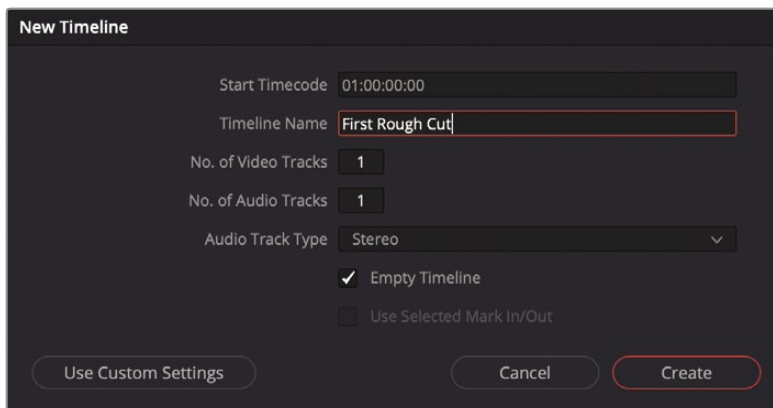 New Timeline
Start Timecode 01:00:00:00
Timeline Name First Rough Cut
No. of Video Tracks 1
No. of Audio Tracks 1
Audio Track Type Stereo
Empty Timeline
Use Selected Mark In/Out
Use Custom Settings Cancel Create